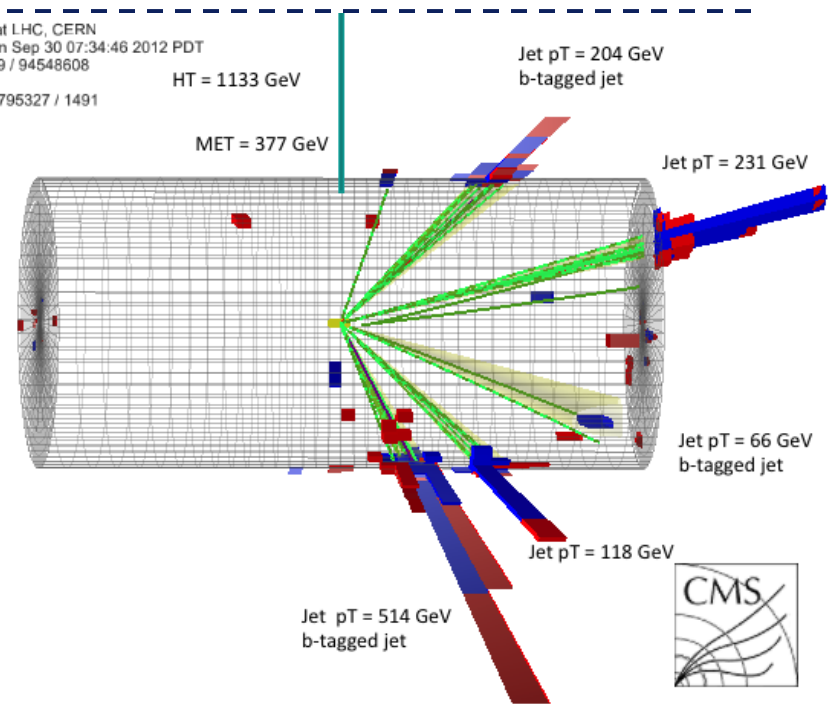 at LHC, CERN
n Sep 30 07:34:46 2012 PDT
9 / 94548608
795327 / 1491
HT = 1133 GeV
MET = 377 GeV
Jet pT = 204 GeV
b-tagged jet
Jet pT = 231 GeV
Jet pT = 66 GeV
b-tagged jet
Jet pT = 118 GeV
Jet pT = 514 GeV
b-tagged jet
CMS